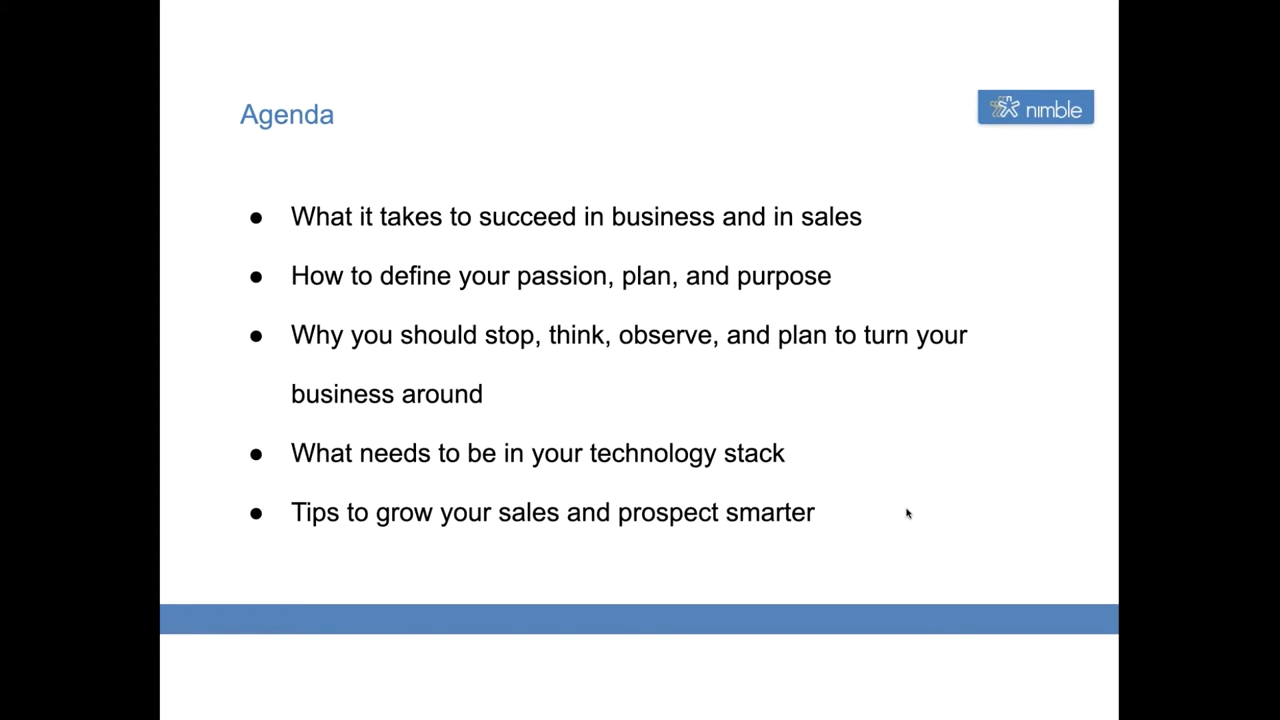 Agenda
nimble
● What it takes to succeed in business and in sales
● How to define your passion, plan, and purpose
● Why you should stop, think, observe, and plan to turn your
business around
● What needs to be in your technology stack
● Tips to grow your sales and prospect smarter